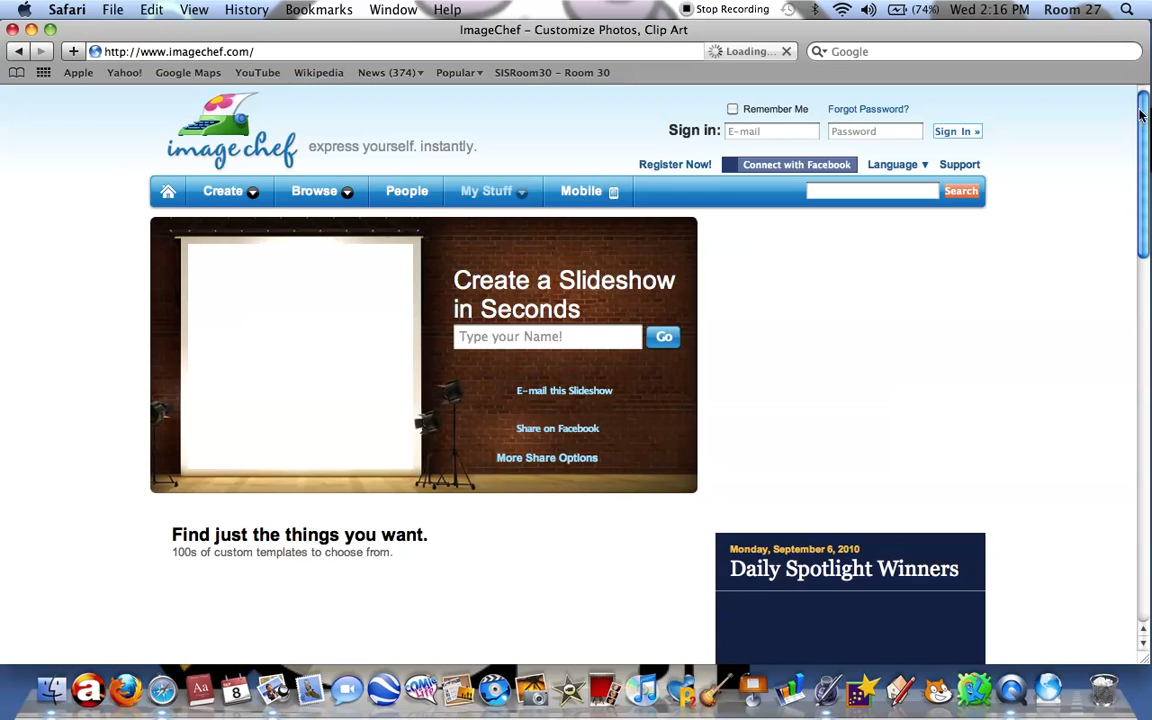 Safari File Edit View History Bookmarks Window Help Stop Recording (74%) Wed 2:16 PM Room 27
ImageChef - Customize Photos, Clip Art
http://www.imagechef.com/ Loading... Google
Apple Yahoo! Google Maps YouTube Wikipedia News (374) Popular SISRoom30 - Room 30
image chef express yourself. instantly.
Remember Me Forgot Password?
Sign in: E-mail Password Sign In »
Register Now! Connect with Facebook Language Support
Create Browse People My Stuff Mobile Search
Create a Slideshow
in Seconds
Type your Name! Go
E-mail this Slideshow
Share on Facebook
More Share Options
Find just the things you want.
100s of custom templates to choose from.
Monday, September 6, 2010
Daily Spotlight Winners